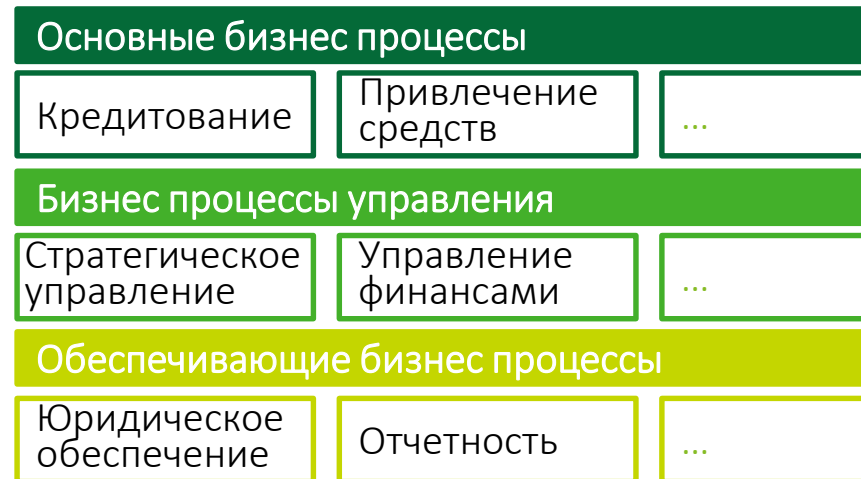 Основные бизнес процессы
Кредитование
Привлечение
средств
...
Бизнес процессы управления
Стратегическое
управление
Управление
финансами
...
Обеспечивающие бизнес процессы
Юридическое
обеспечение
Отчетность
...